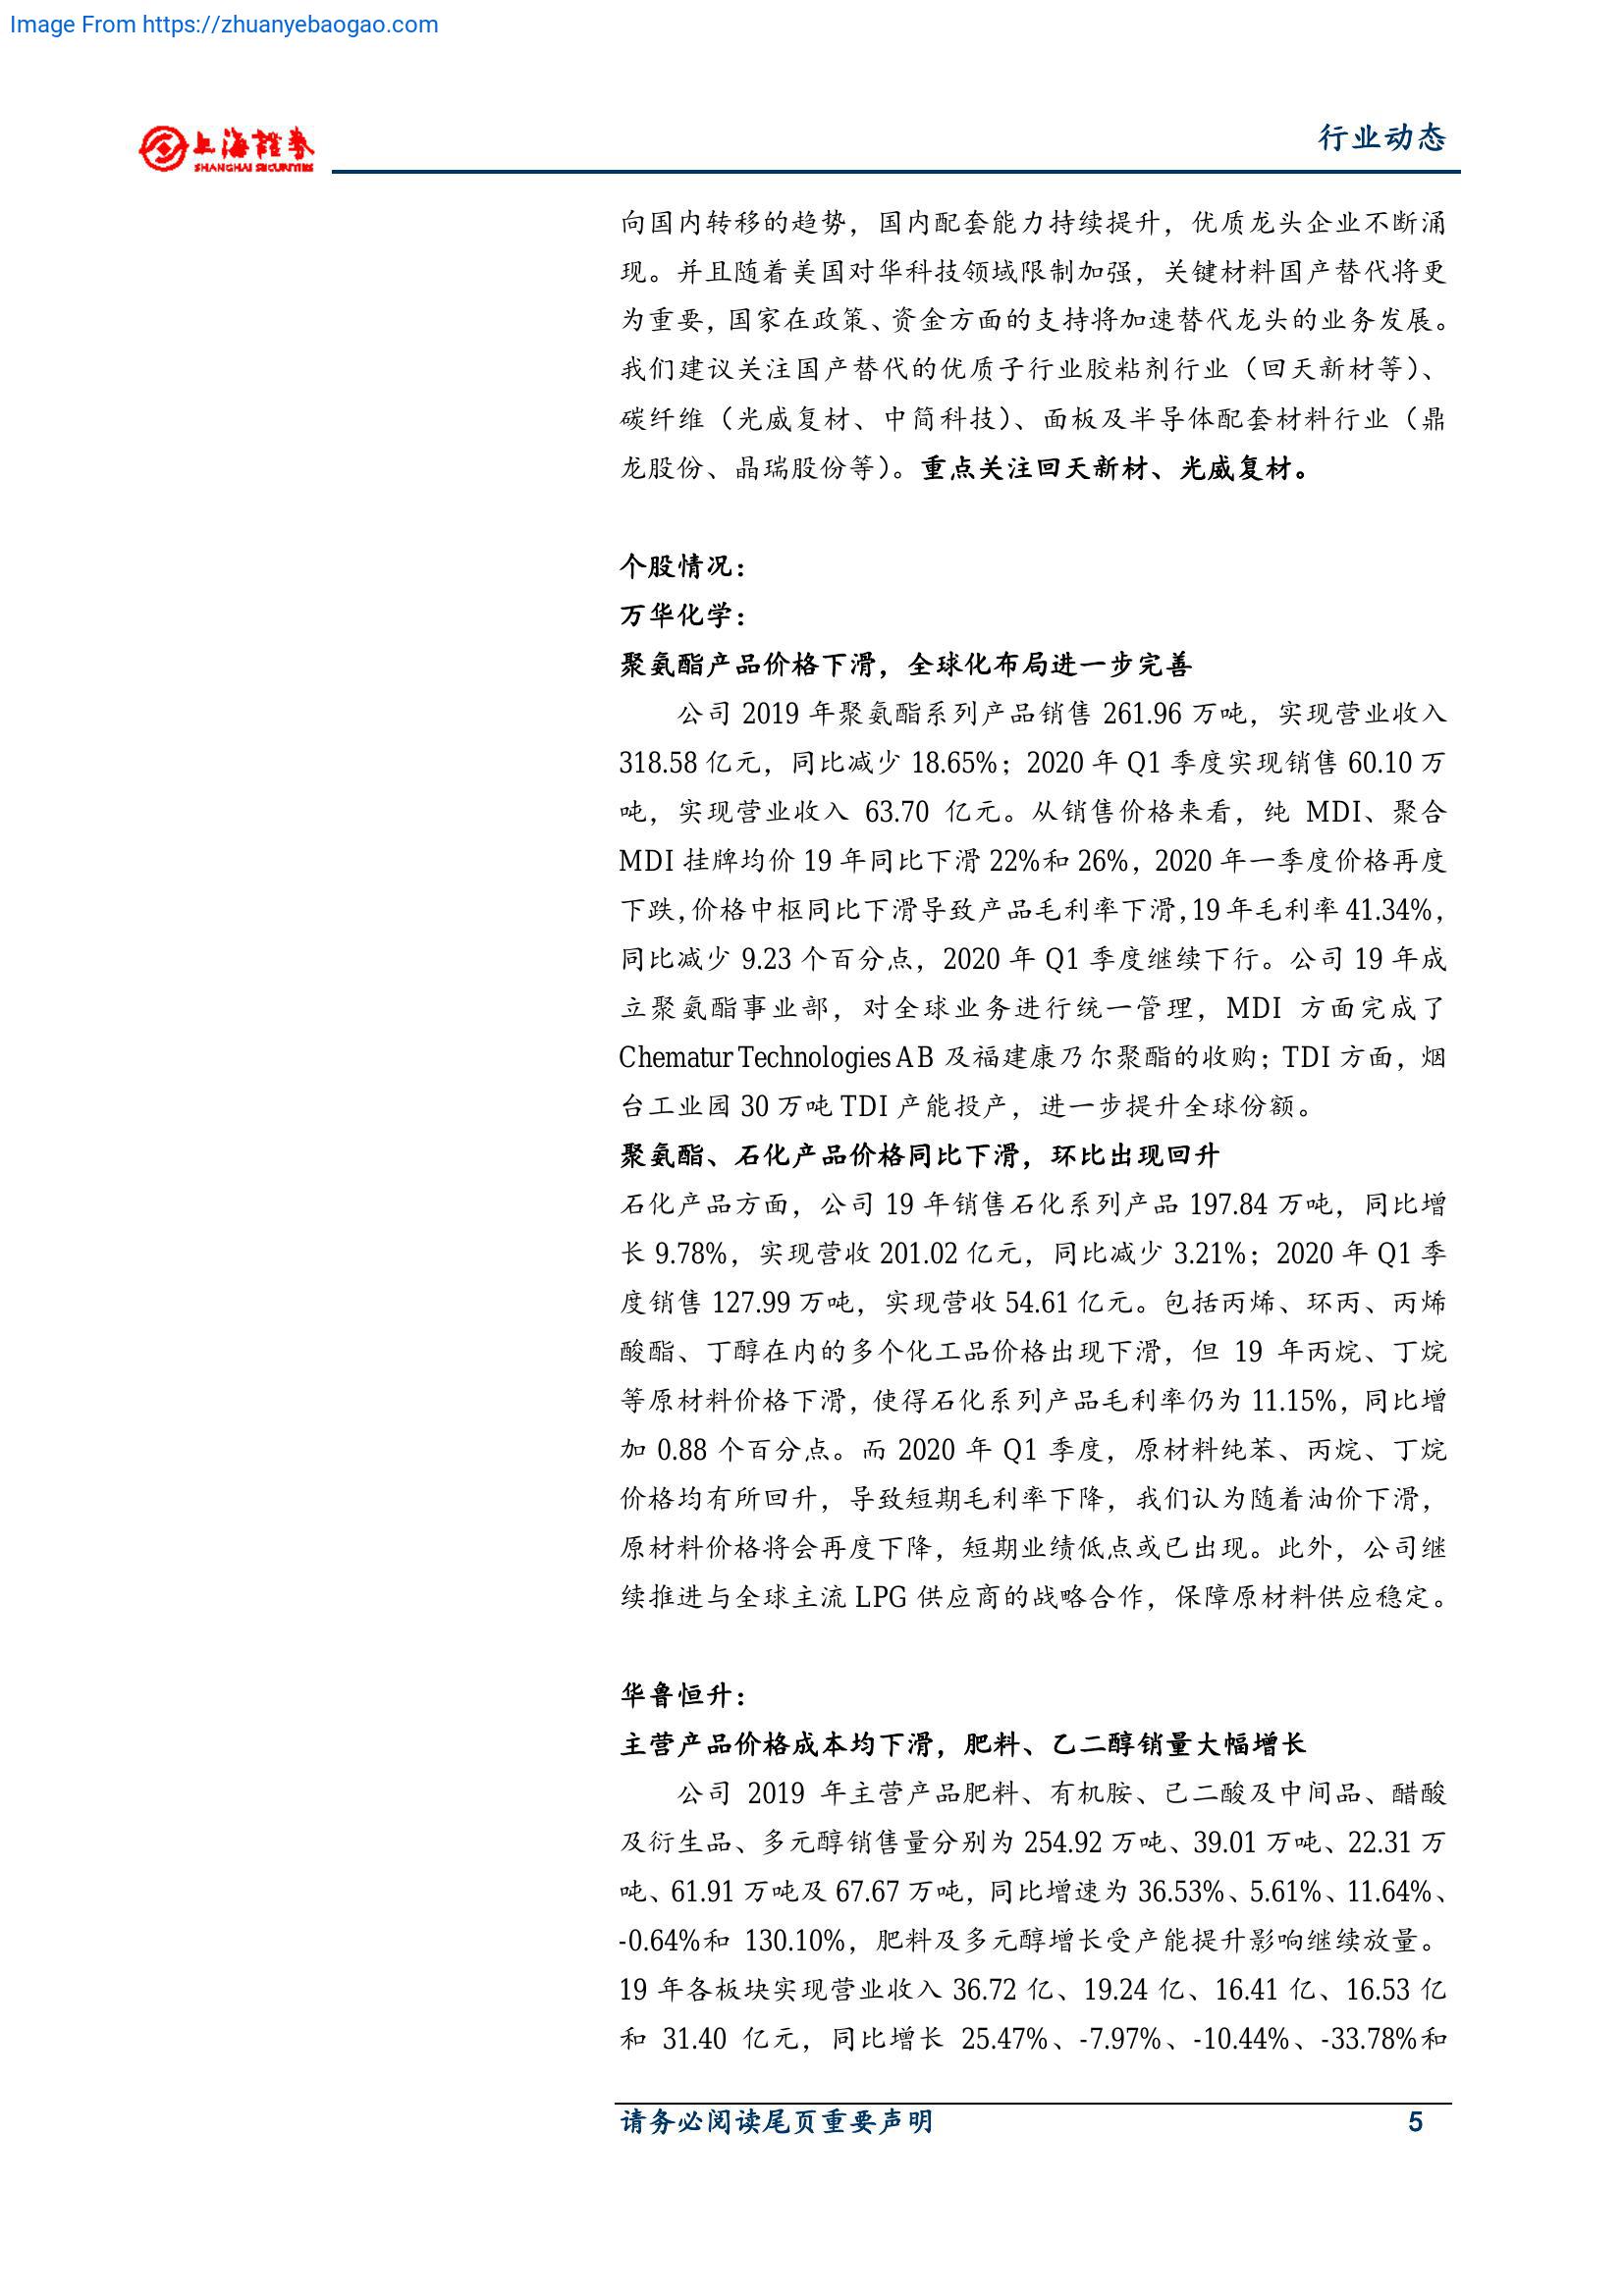 Image From https://zhuanyebaogao.com
上海證券
SHANGHAI SECURITIES
行业动态
向国内转移的趋势，国内配套能力持续提升，优质龙头企业不断涌
现。并且随着美国对华科技领域限制加强，关键材料国产替代将更
为重要，国家在政策、资金方面的支持将加速替代龙头的业务发展。
我们建议关注国产替代的优质子行业胶粘剂行业（回天新材等）、
碳纤维（光威复材、中简科技）、面板及半导体配套材料行业（鼎
龙股份、晶瑞股份等）。重点关注回天新材、光威复材。
个股情况：
万华化学：
聚氨酯产品价格下滑，全球化布局进一步完善
公司 2019 年聚氨酯系列产品销售 261.96 万吨，实现营业收入
318.58 亿元，同比减少 18.65%；2020 年 Q1 季度实现销售 60.10 万
吨，实现营业收入 63.70 亿元。从销售价格来看，纯 MDI、聚合
MDI 挂牌均价 19 年同比下滑 22%和 26%，2020 年一季度价格再度
下跌，价格中枢同比下滑导致产品毛利率下滑，19 年毛利率 41.34%，
同比减少 9.23 个百分点，2020 年 Q1 季度继续下行。公司 19 年成
立聚氨酯事业部，对全球业务进行统一管理，MDI 方面完成了
Chematur Technologies AB 及福建康乃尔聚酯的收购；TDI 方面，烟
台工业园 30 万吨 TDI 产能投产，进一步提升全球份额。
聚氨酯、石化产品价格同比下滑，环比出现回升
石化产品方面，公司 19 年销售石化系列产品 197.84 万吨，同比增
长 9.78%，实现营收 201.02 亿元，同比减少 3.21%；2020 年 Q1 季
度销售 127.99 万吨，实现营收 54.61 亿元。包括丙烯、环丙、丙烯
酸酯、丁醇在内的多个化工品价格出现下滑，但 19 年丙烷、丁烷
等原材料价格下滑，使得石化系列产品毛利率仍为 11.15%，同比增
加 0.88 个百分点。而 2020 年 Q1 季度，原材料纯苯、丙烷、丁烷
价格均有所回升，导致短期毛利率下降，我们认为随着油价下滑，
原材料价格将会再度下降，短期业绩低点或已出现。此外，公司继
续推进与全球主流 LPG 供应商的战略合作，保障原材料供应稳定。
华鲁恒升：
主营产品价格成本均下滑，肥料、乙二醇销量大幅增长
公司 2019 年主营产品肥料、有机胺、己二酸及中间品、醋酸
及衍生品、多元醇销售量分别为 254.92 万吨、39.01 万吨、22.31 万
吨、61.91 万吨及 67.67 万吨，同比增速为 36.53%、5.61%、11.64%、
-0.64%和 130.10%，肥料及多元醇增长受产能提升影响继续放量。
19 年各板块实现营业收入 36.72 亿、19.24 亿、16.41 亿、16.53 亿
和 31.40 亿元，同比增长 25.47%、-7.97%、-10.44%、-33.78%和
请务必阅读尾页重要声明 5